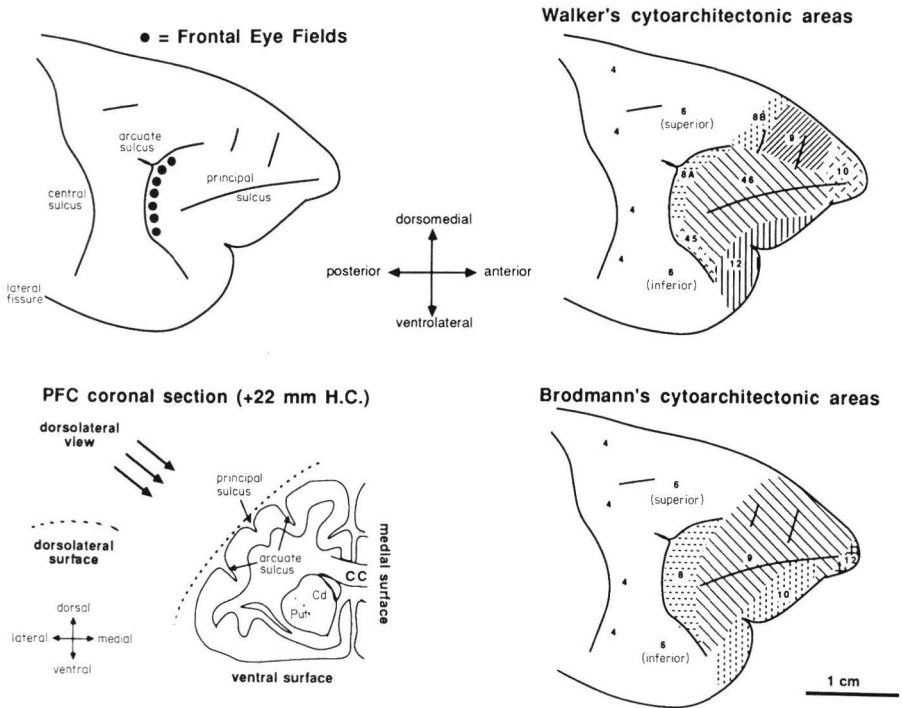 ● = Frontal Eye Fields
arcuate
sulcus
principal
sulcus
central
sulcus
lateral
fissure
dorsomedial
posterior
anterior
ventrolateral
Walker's cytoarchitectonic areas
4
6
(superior)
8B
9
4
10
8A
46
4
45
12
4
6
(inferior)
PFC coronal section (+22 mm H.C.)
dorsolateral
view
principal
sulcus
dorsolateral
surface
arcuate
sulcus
CC
Cd
Put
medial surface
dorsal
lateral
medial
ventral
ventral surface
Brodmann's cytoarchitectonic areas
4
6
(superior)
4
9
12
8
4
10
4
6
(inferior)
1 cm